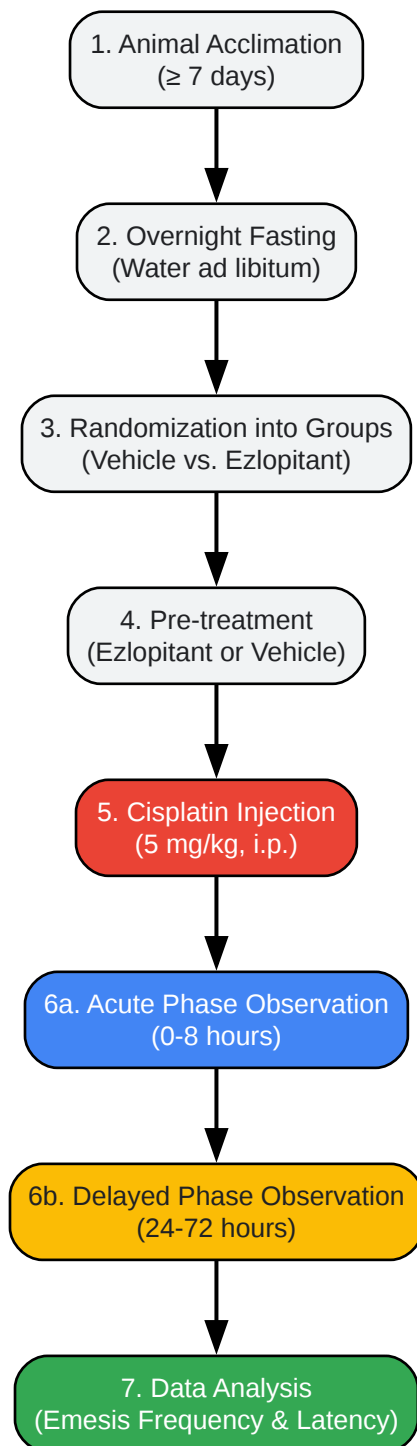 1. Animal Acclimation
(≥ 7 days)
2. Overnight Fasting
(Water ad libitum)
3. Randomization into Groups
(Vehicle vs. Ezlopitant)
4. Pre-treatment
(Ezlopitant or Vehicle)
5. Cisplatin Injection
(5 mg/kg, i.p.)
6a. Acute Phase Observation
(0-8 hours)
6b. Delayed Phase Observation
(24-72 hours)
7. Data Analysis
(Emesis Frequency & Latency)